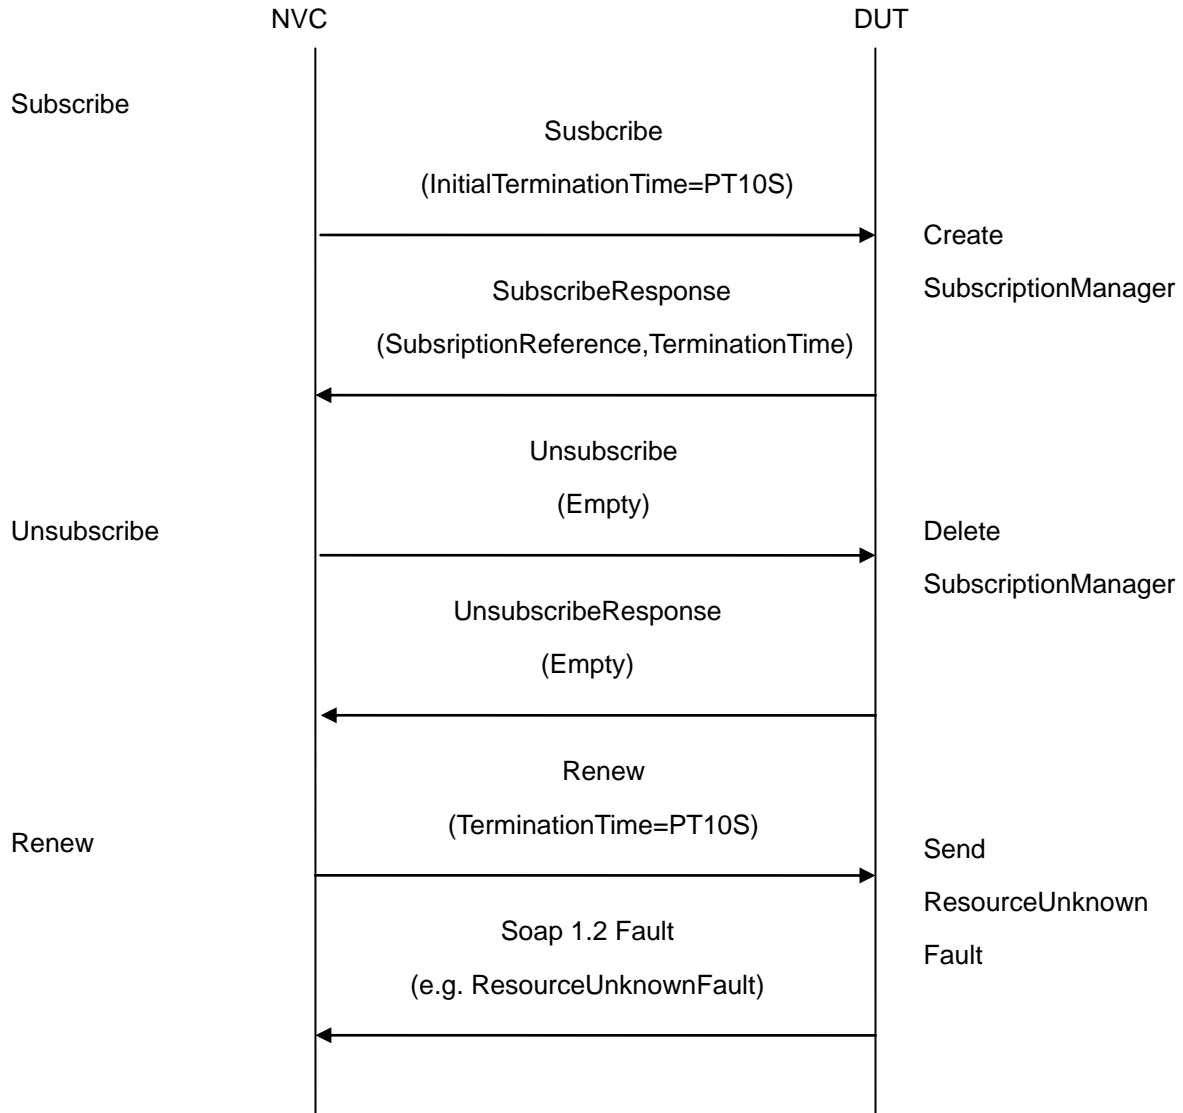 NVC
DUT
Subscribe
Susbcribe
(InitialTerminationTime=PT10S)
Create
SubscriptionManager
SubscribeResponse
(SubsriptionReference,TerminationTime)
Unsubscribe
(Empty)
Unsubscribe
Delete
SubscriptionManager
UnsubscribeResponse
(Empty)
Renew
(TerminationTime=PT10S)
Renew
Send
ResourceUnknown
Fault
Soap 1.2 Fault
(e.g. ResourceUnknownFault)